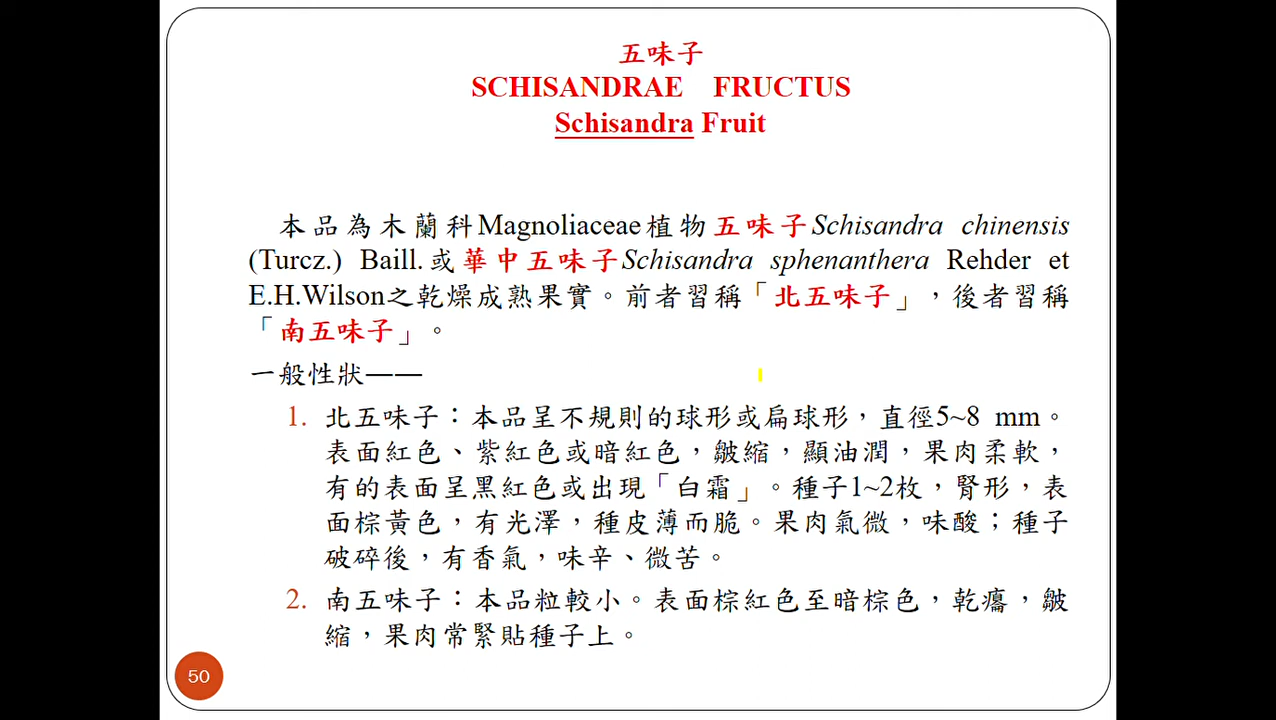 五味子
SCHISANDRAE FRUCTUS
Schisandra Fruit
本品為木蘭科Magnoliaceae植物五味子Schisandra chinensis
(Turcz.) Baill.或華中五味子Schisandra sphenanthera Rehder et
E.H.Wilson之乾燥成熟果實。前者習稱「北五味子」，後者習稱
「南五味子」。
一般性狀——
1. 北五味子：本品呈不規則的球形或扁球形，直徑5~8 mm。
表面紅色、紫紅色或暗紅色，皺縮，顯油潤，果肉柔軟，
有的表面呈黑紅色或出現「白霜」。種子1~2枚，腎形，表
面棕黃色，有光澤，種皮薄而脆。果肉氣微，味酸；種子
破碎後，有香氣，味辛、微苦。
2. 南五味子：本品粒較小。表面棕紅色至暗棕色，乾癟，皺
縮，果肉常緊貼種子上。
50